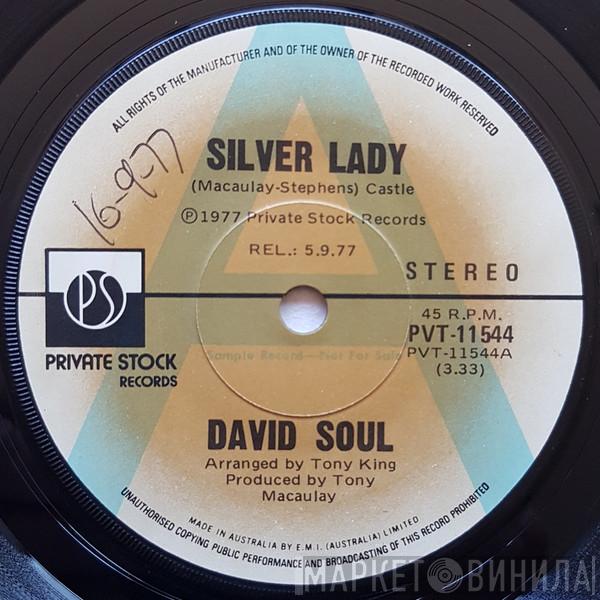 ALL RIGHTS OF THE MANUFACTURER AND OF THE OWNER OF THE RECORDED WORK RESERVED
16-9-77
SILVER LADY
(Macaulay-Stephens) Castle
℗1977 Private Stock Records
REL.: 5.9.77
STEREO
PS
PRIVATE STOCK
RECORDS
45 R.P.M.
PVT-11544
PVT-11544A
(3.33)
Sample Record—Not For Sale
DAVID SOUL
Arranged by Tony King
Produced by Tony
Macaulay
MADE IN AUSTRALIA BY E.M.I. (AUSTRALIA) LIMITED
UNAUTHORISED COPYING PUBLIC PERFORMANCE AND BROADCASTING OF THIS RECORD PROHIBITED
МАРКЕТ ВИНИЛА